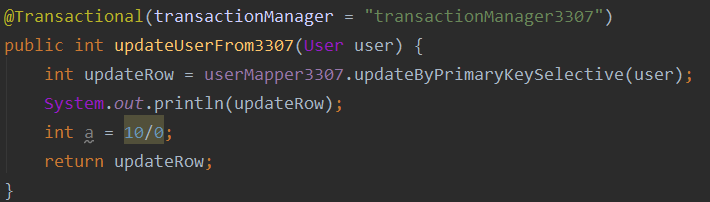 @Transactional(transactionManager = "transactionManager3307")
public int updateUserFrom3307(User user) {
    int updateRow = userMapper3307.updateByPrimaryKeySelective(user);
    System.out.println(updateRow);
    int a = 10/0;
    return updateRow;
}